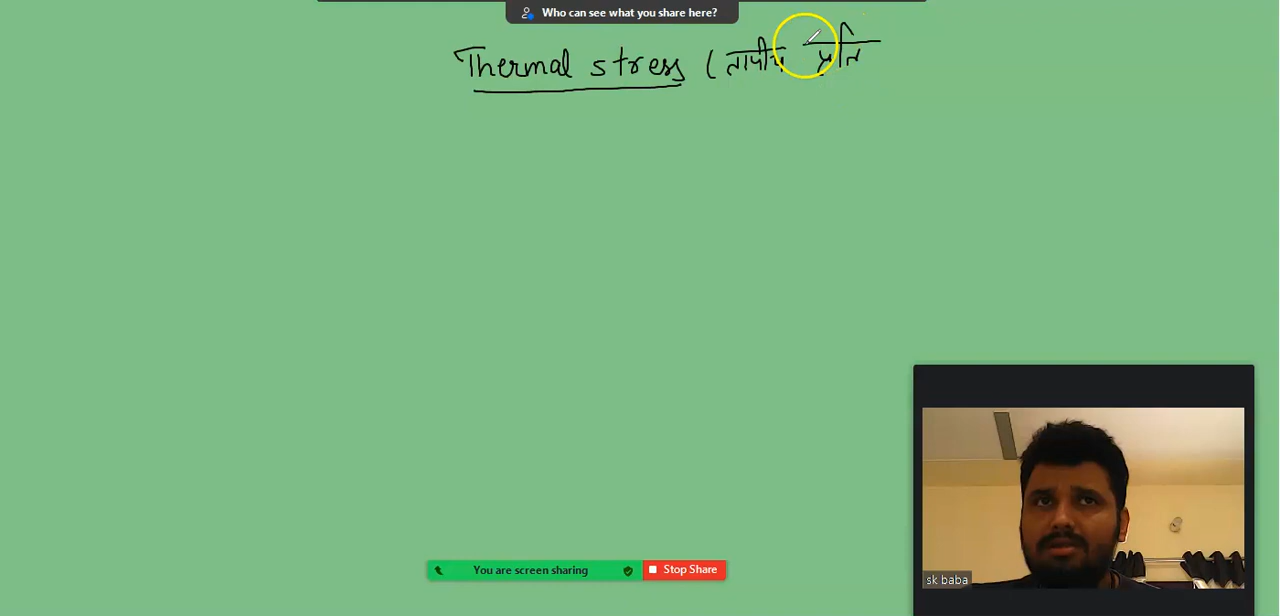 Who can see what you share here?
Thermal stress (तापीय
You are screen sharing
Stop Share
sk baba